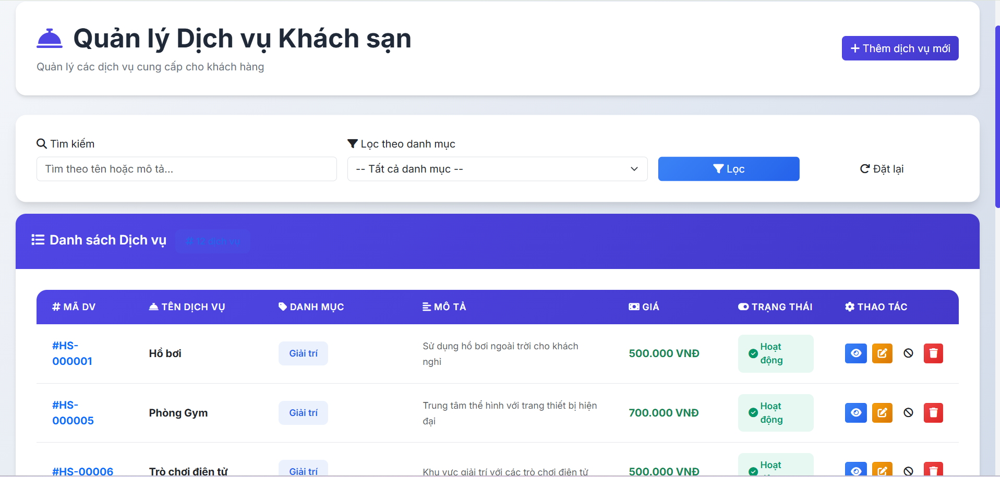 Quản lý Dịch vụ Khách sạn
Quản lý các dịch vụ cung cấp cho khách hàng
Thêm dịch vụ mới
Tìm kiếm
Lọc theo danh mục
Tìm theo tên hoặc mô tả...
-- Tất cả danh mục --
Lọc
Đặt lại
Danh sách Dịch vụ
# 12 dịch vụ
# MÃ DV
TÊN DỊCH VỤ
DANH MỤC
MÔ TẢ
GIÁ
TRẠNG THÁI
THAO TÁC
#HS-
000001
Hồ bơi
Giải trí
Sử dụng hồ bơi ngoài trời cho khách
nghỉ
500.000 VNĐ
Hoạt
động
#HS-
000005
Phòng Gym
Giải trí
Trung tâm thể hình với trang thiết bị hiện
đại
700.000 VNĐ
Hoạt
động
#HS-00006
Trò chơi điện tử
Giải trí
Khu vực giải trí với các trò chơi điện tử
500.000 VNĐ
Hoạt